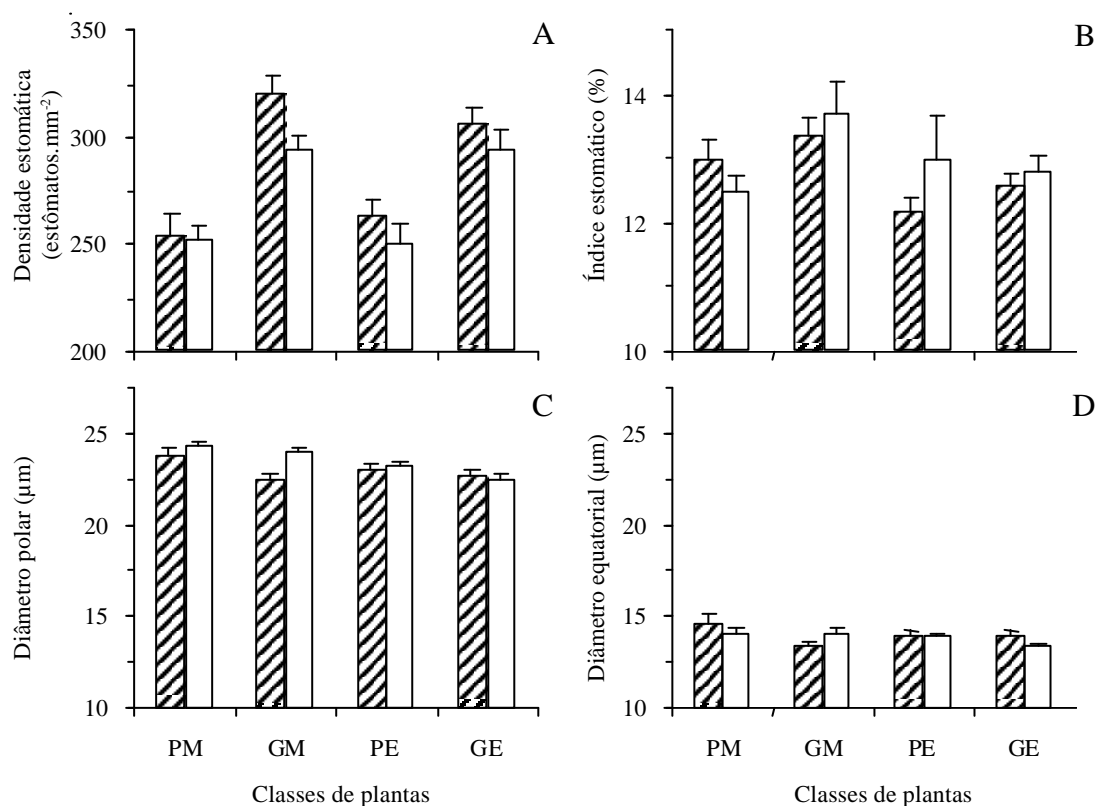 A
350
300
250
200
Densidade estomática
(estômatos.mm-2)
B
14
12
10
Índice estomático (%)
C
25
20
15
10
Diâmetro polar (µm)
PM GM PE GE
Classes de plantas
D
25
20
15
10
Diâmetro equatorial (µm)
PM GM PE GE
Classes de plantas